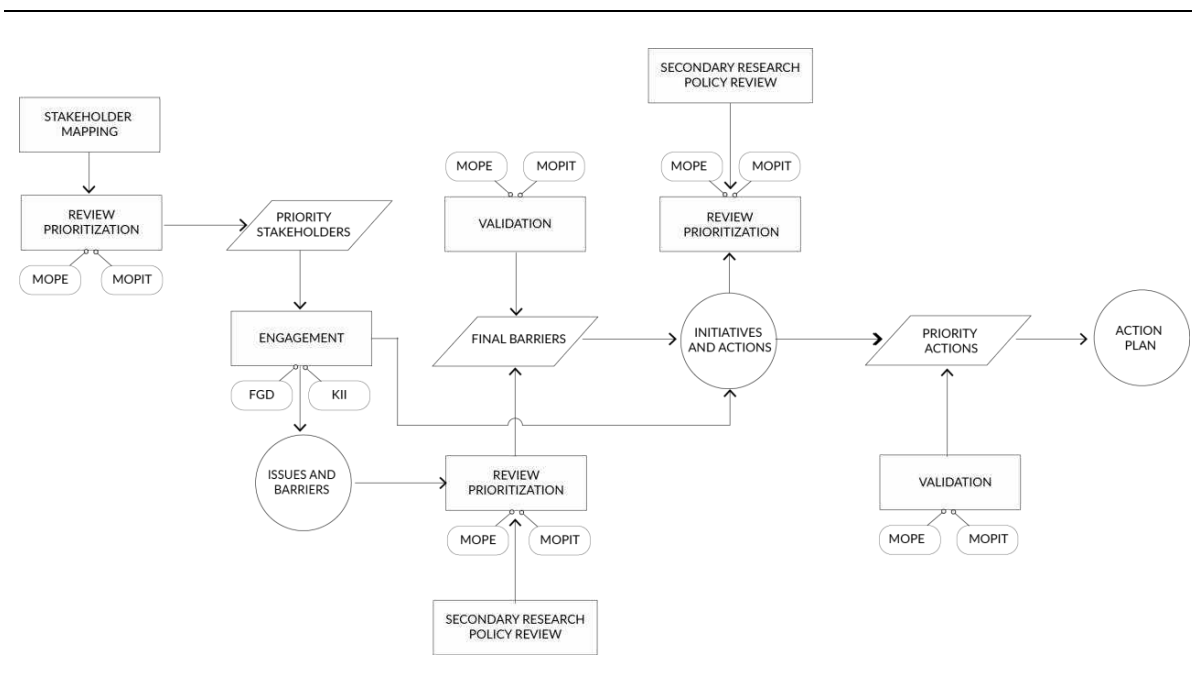 SECONDARY RESEARCH
POLICY REVIEW
STAKEHOLDER
MAPPING
MOPE
MOPIT
MOPE
MOPIT
REVIEW
PRIORITIZATION
PRIORITY
STAKEHOLDERS
VALIDATION
REVIEW
PRIORITIZATION
MOPE
MOPIT
ENGAGEMENT
FINAL BARRIERS
INITIATIVES
AND ACTIONS
PRIORITY
ACTIONS
ACTION
PLAN
FGD
KII
ISSUES AND
BARRIERS
REVIEW
PRIORITIZATION
VALIDATION
MOPE
MOPIT
MOPE
MOPIT
SECONDARY RESEARCH
POLICY REVIEW